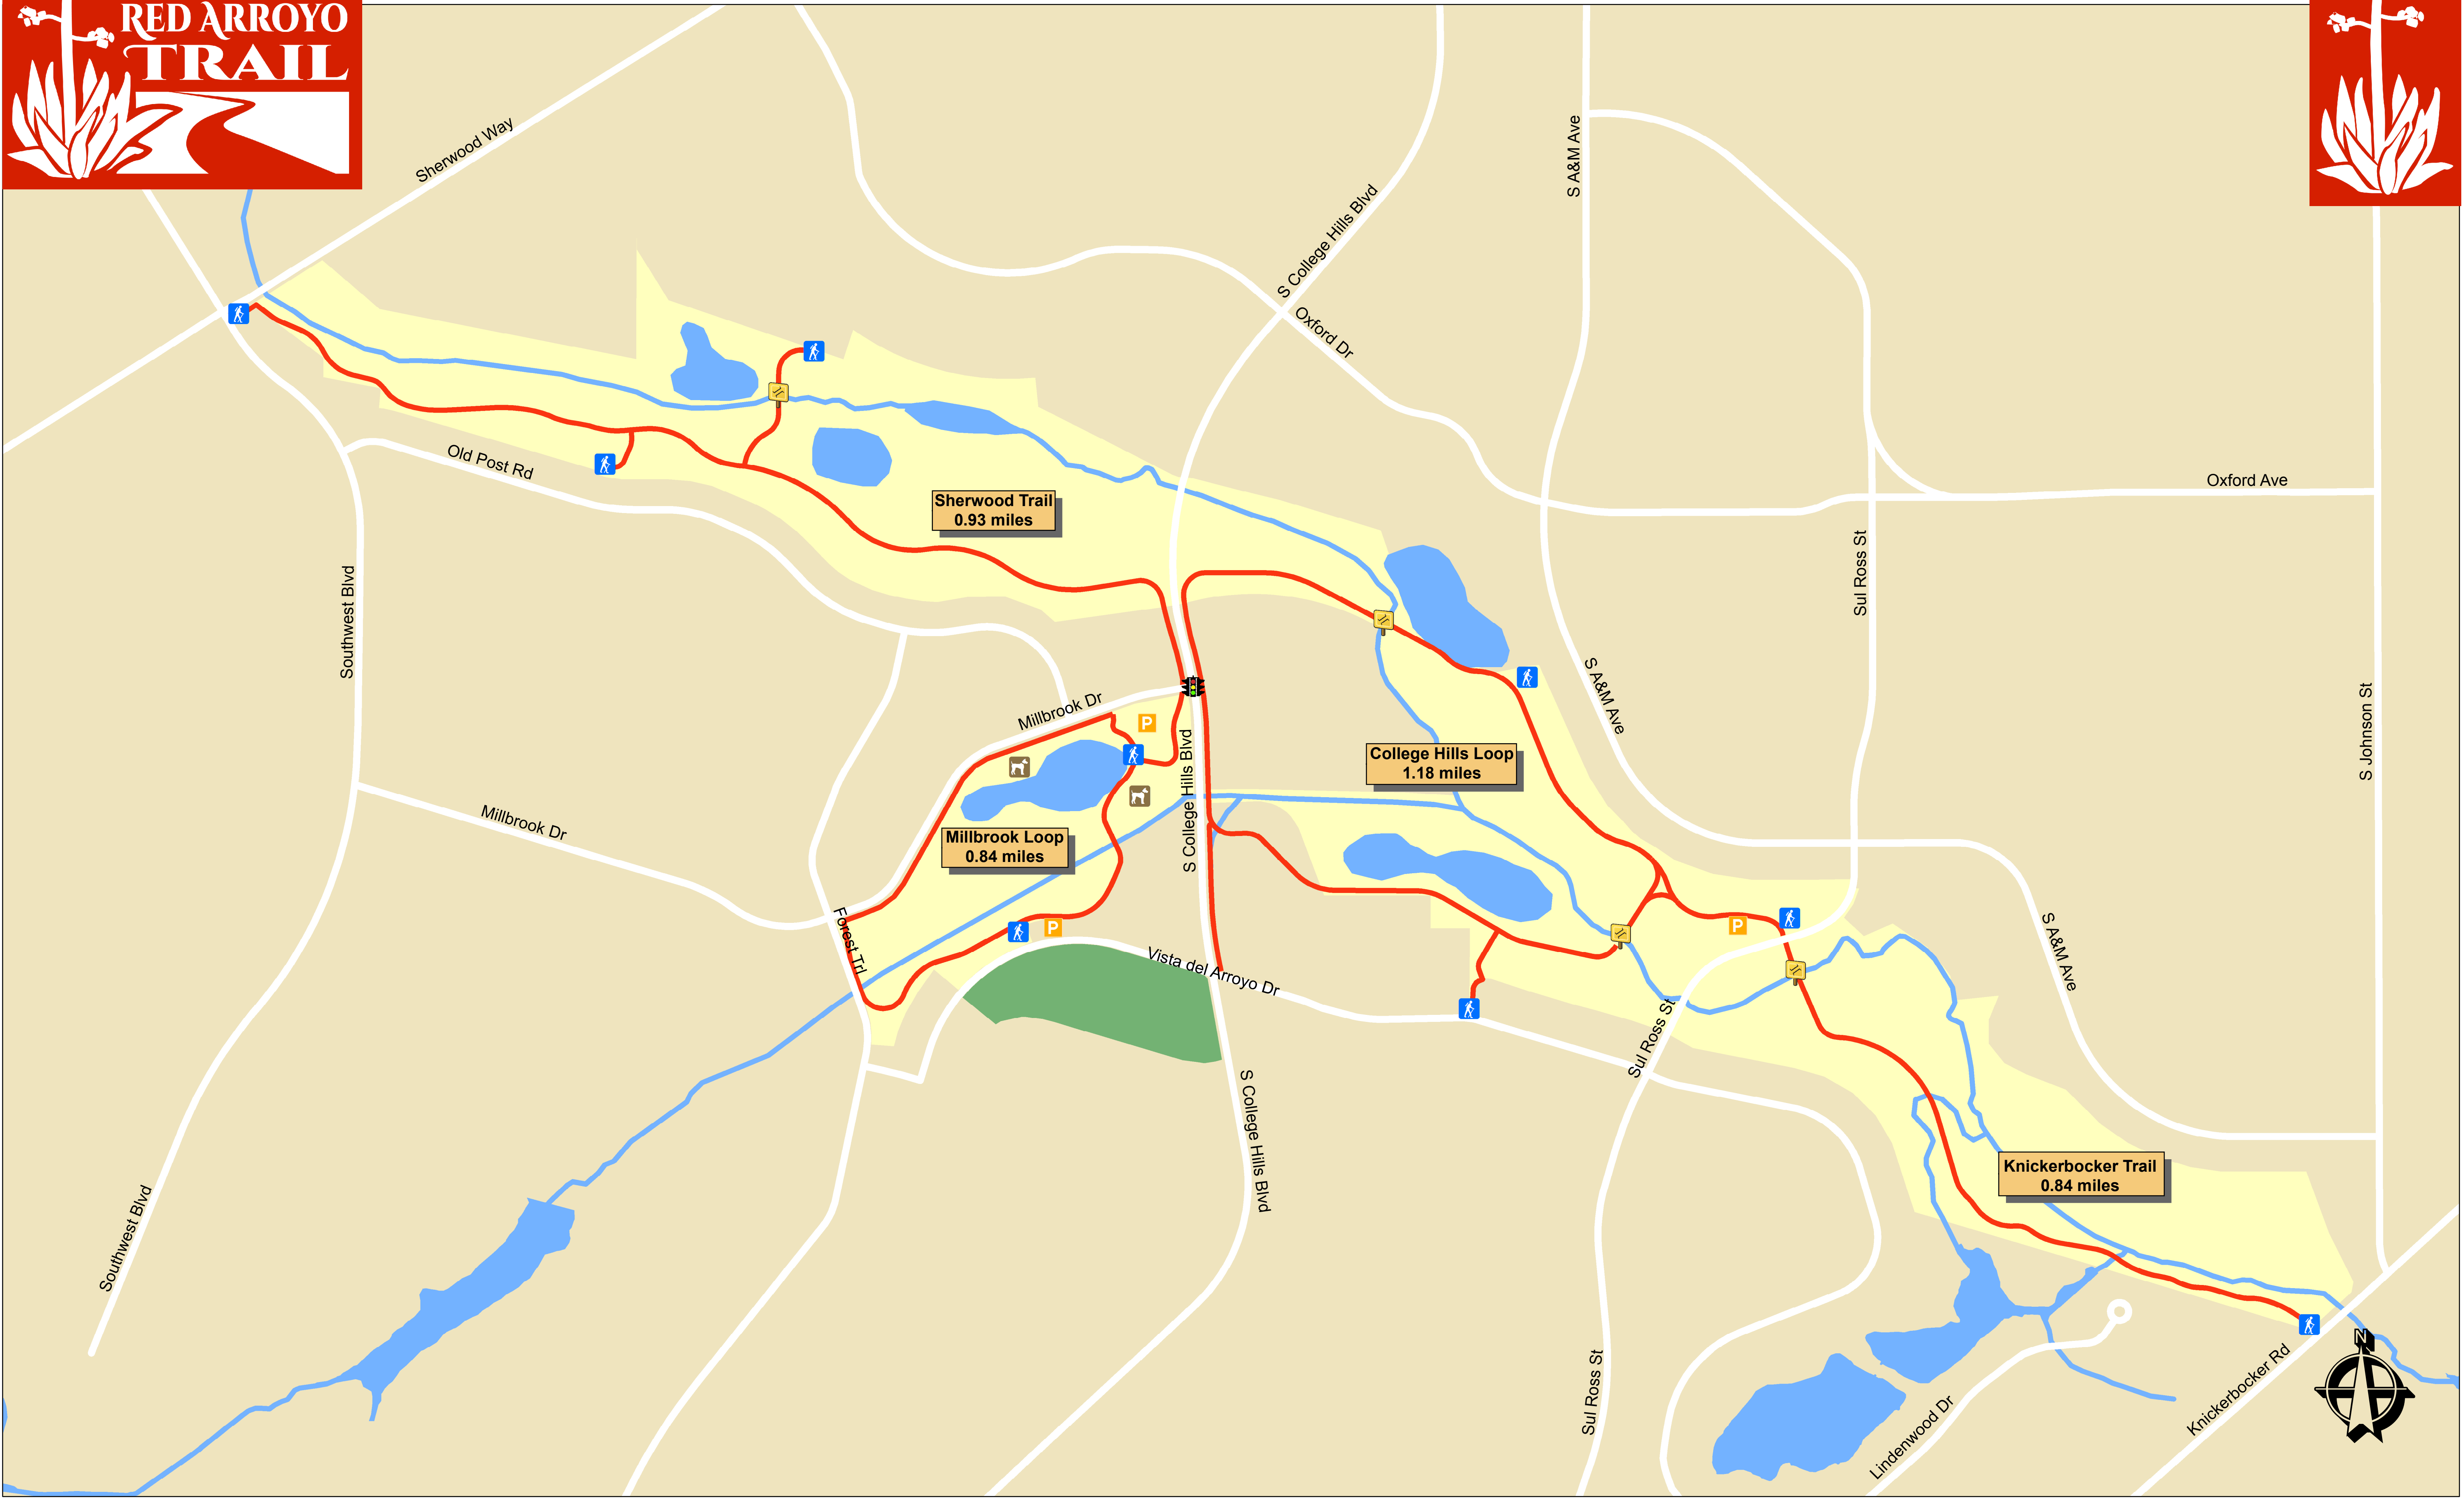 RED ARROYO
TRAIL
Sherwood Way
S College Hills Blvd
S A&M Ave
Oxford Dr
Old Post Rd
Oxford Ave
Sherwood Trail
0.93 miles
Southwest Blvd
Sul Ross St
S A&M Ave
S Johnson St
Millbrook Dr
P
College Hills Loop
1.18 miles
S College Hills Blvd
Millbrook Dr
Millbrook Loop
0.84 miles
Forest Trl
P
P
Vista del Arroyo Dr
S A&M Ave
Sul Ross St
S College Hills Blvd
Knickerbocker Trail
0.84 miles
Southwest Blvd
Sul Ross St
Lindenwood Dr
Knickerbocker Rd
N